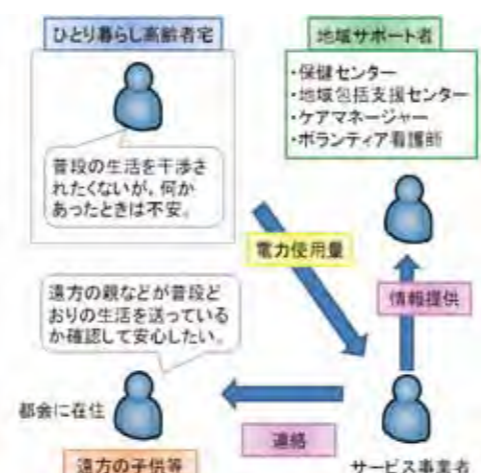 ひとり暮らし高齢者宅
地域サポート者
・保健センター
・地域包括支援センター
・ケアマネージャー
・ボランティア看護師
普段の生活を干渉さ
れたくないが、何か
あったときは不安。
電力使用量
情報提供
遠方の親などが普段ど
おりの生活を送っている
か確認して安心したい。
都会に在住
連絡
遠方の子供等
サービス事業者